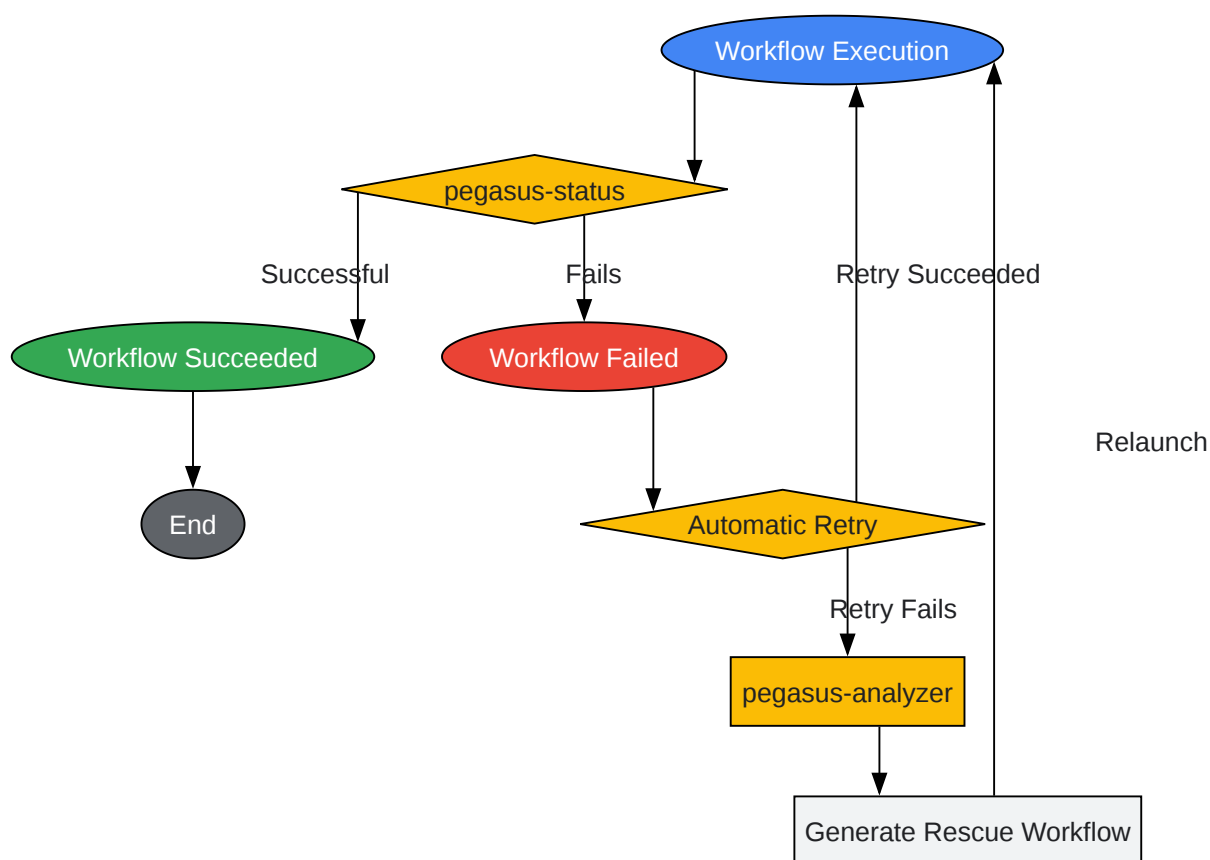 Workflow Execution
pegasus-status
Successful
Fails
Retry Succeeded
Workflow Succeeded
Workflow Failed
Relaunch
End
Automatic Retry
Retry Fails
pegasus-analyzer
Generate Rescue Workflow